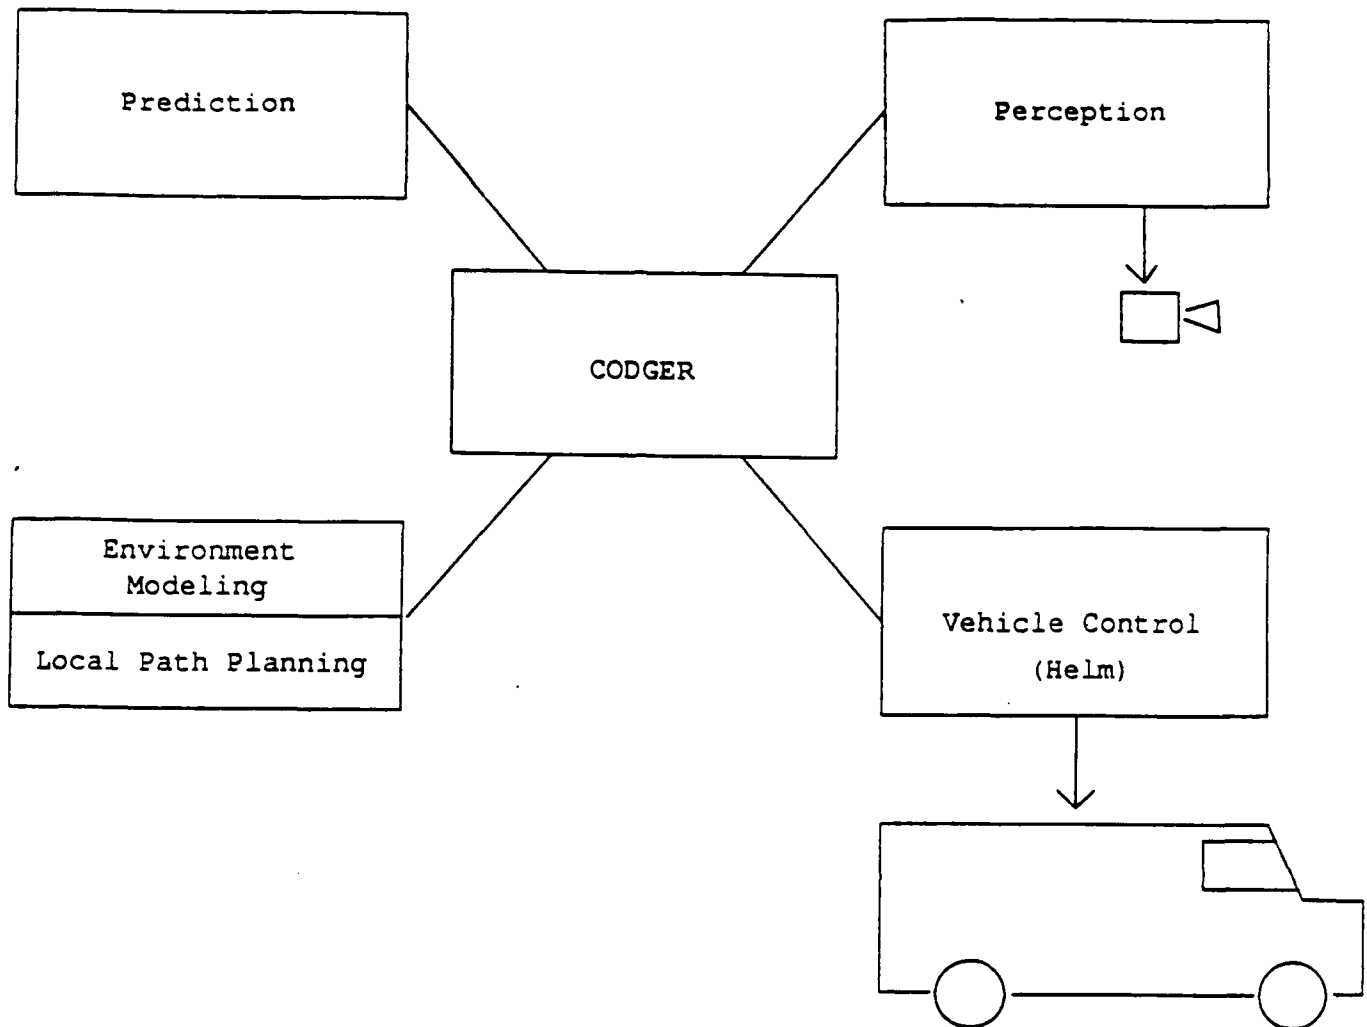 Prediction
Perception
CODGER
Environment
Modeling
Local Path Planning
Vehicle Control
(Helm)